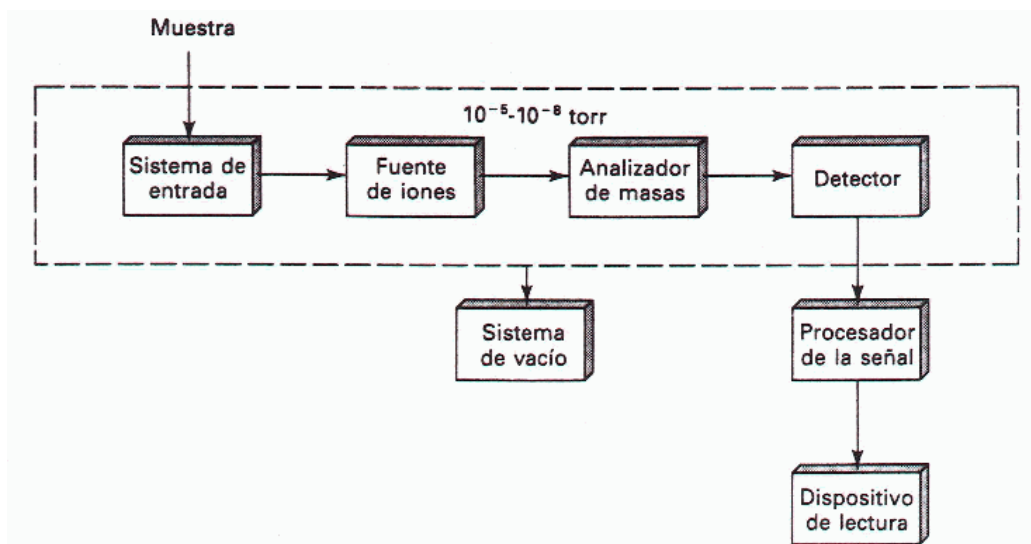 Muestra
10⁻⁵-10⁻⁸ torr
Sistema de
entrada
Fuente
de iones
Analizador
de masas
Detector
Sistema
de vacío
Procesador
de la señal
Dispositivo
de lectura